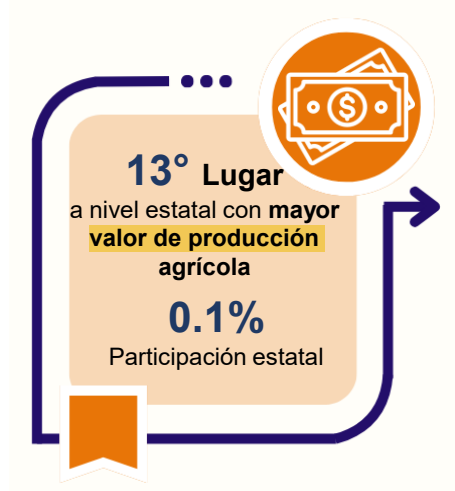 13° Lugar
a nivel estatal con mayor
valor de producción
agrícola
0.1%
Participación estatal